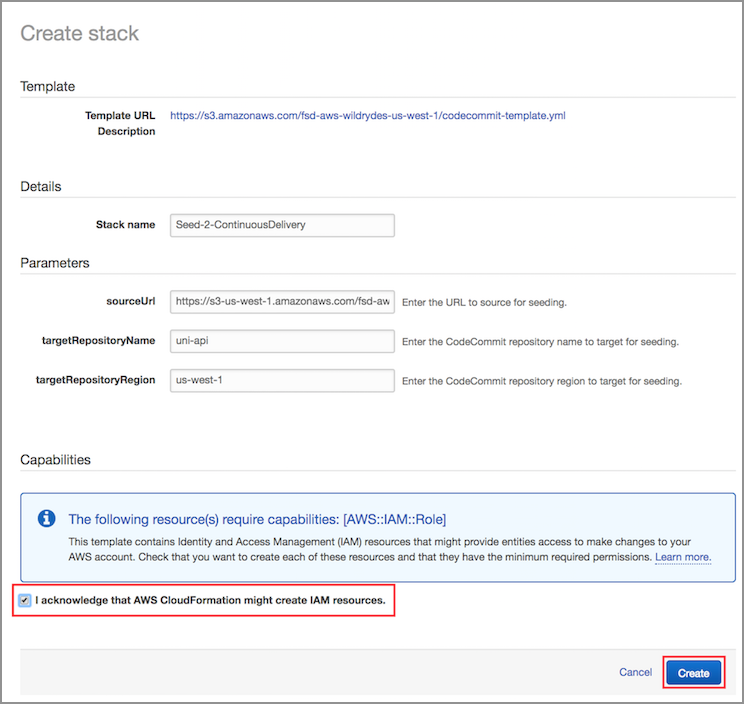 Create stack
Template
Template URL https://s3.amazonaws.com/fsd-aws-wildrydes-us-west-1/codecommit-template.yml
Description
Details
Stack name Seed-2-ContinuousDelivery
Parameters
sourceUrl https://s3-us-west-1.amazonaws.com/fsd-aw Enter the URL to source for seeding.
targetRepositoryName uni-api Enter the CodeCommit repository name to target for seeding.
targetRepositoryRegion us-west-1 Enter the CodeCommit repository region to target for seeding.
Capabilities
The following resource(s) require capabilities: [AWS::IAM::Role]
This template contains Identity and Access Management (IAM) resources that might provide entities access to make changes to your
AWS account. Check that you want to create each of these resources and that they have the minimum required permissions. Learn more.
I acknowledge that AWS CloudFormation might create IAM resources.
Cancel Create